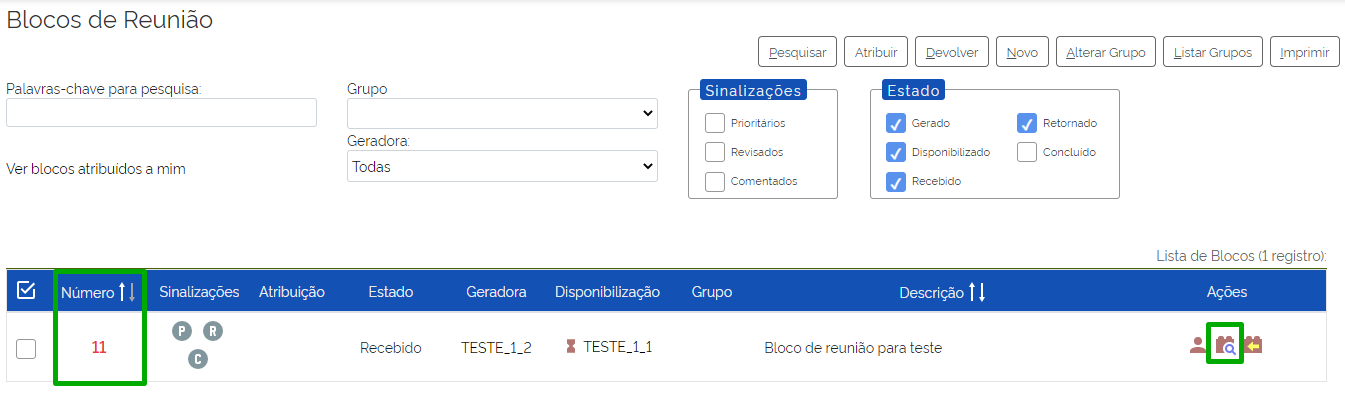 Blocos de Reunião
Pesquisar Atribuir Devolver Novo Alterar Grupo Listar Grupos Imprimir
Palavras-chave para pesquisa:
Grupo
Geradora:
Todas
Ver blocos atribuídos a mim
Sinalizações
Prioritários
Revisados
Comentados
Estado
Gerado Retornado
Disponibilizado Concluído
Recebido
Lista de Blocos (1 registro):
Número Sinalizações Atribuição Estado Geradora Disponibilização Grupo Descrição Ações
11 P R C Recebido TESTE_1_2 TESTE_1_1 Bloco de reunião para teste